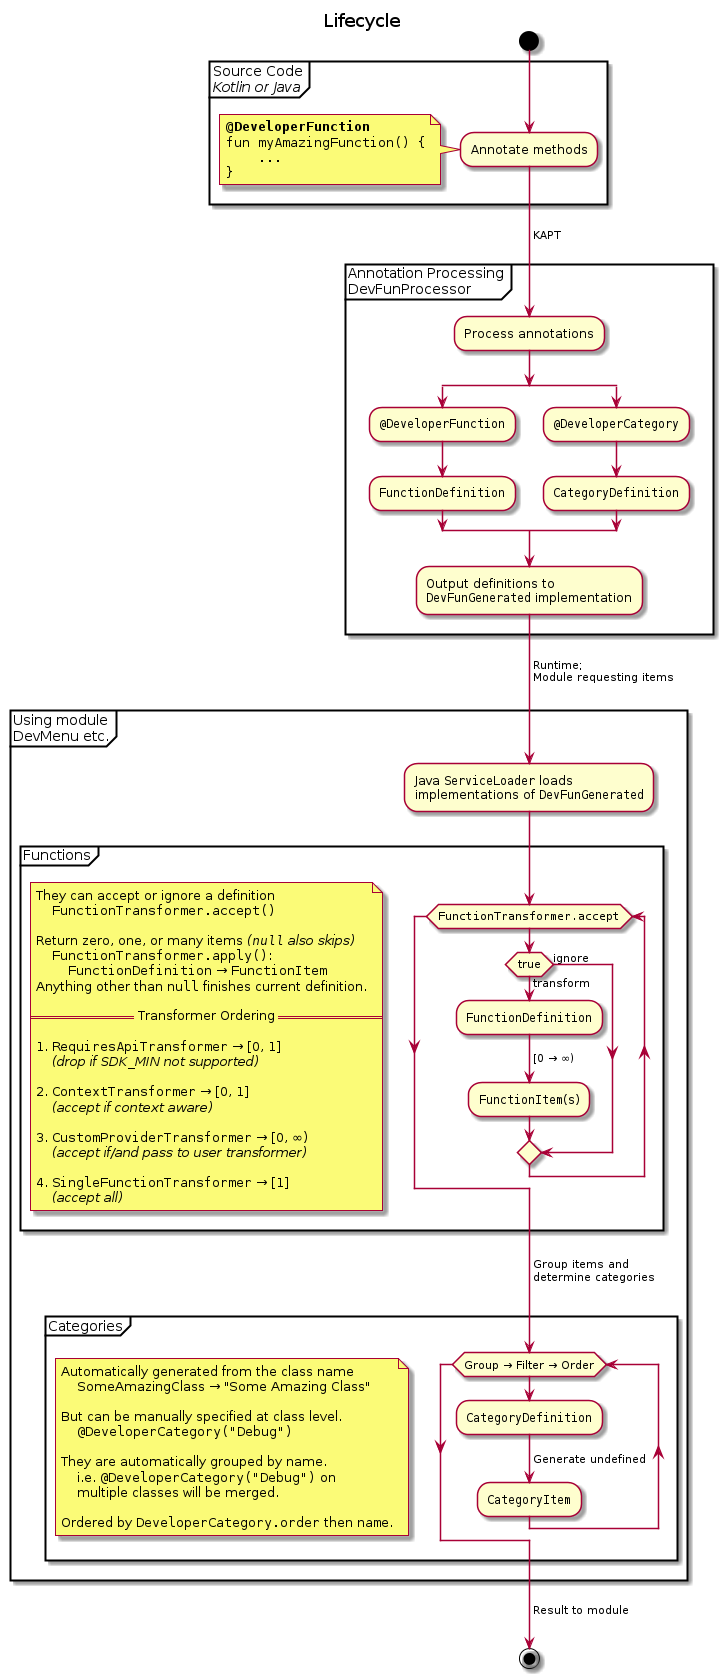 Lifecycle
Source Code
Kotlin or Java
@DeveloperFunction
fun myAmazingFunction() {
...
}
Annotate methods
KAPT
Annotation Processing
DevFunProcessor
Process annotations
@DeveloperFunction
@DeveloperCategory
FunctionDefinition
CategoryDefinition
Output definitions to
DevFunGenerated implementation
Runtime;
Module requesting items
Using module
DevMenu etc.
Java ServiceLoader loads
implementations of DevFunGenerated
Functions
They can accept or ignore a definition
FunctionTransformer.accept()
Return zero, one, or many items (null also skips)
FunctionTransformer.apply():
FunctionDefinition → FunctionItem
Anything other than null finishes current definition.
Transformer Ordering
1. RequiresApiTransformer → [0, 1]
(drop if SDK_MIN not supported)
2. ContextTransformer → [0, 1]
(accept if context aware)
3. CustomProviderTransformer → [0, ∞)
(accept if/and pass to user transformer)
4. SingleFunctionTransformer → [1]
(accept all)
FunctionTransformer.accept
true
ignore
transform
FunctionDefinition
[0 → ∞)
FunctionItem(s)
Group items and
determine categories
Categories
Automatically generated from the class name
SomeAmazingClass → "Some Amazing Class"
But can be manually specified at class level.
@DeveloperCategory("Debug")
They are automatically grouped by name.
i.e. @DeveloperCategory("Debug") on
multiple classes will be merged.
Ordered by DeveloperCategory.order then name.
Group → Filter → Order
CategoryDefinition
Generate undefined
CategoryItem
Result to module